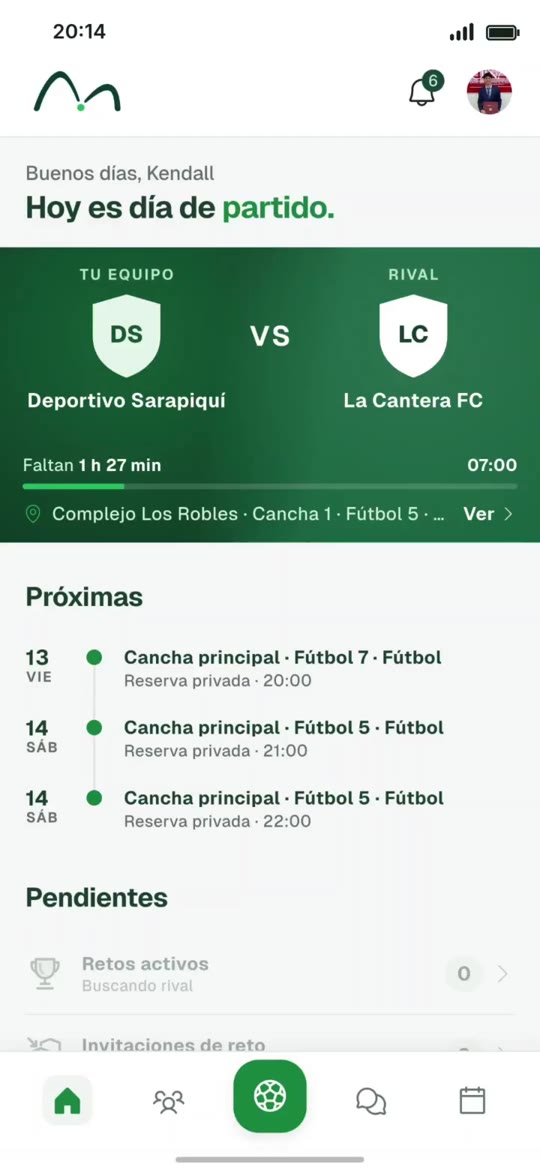 20:14
6
Buenos días, Kendall
Hoy es día de partido.
TU EQUIPO
RIVAL
DS
VS
LC
Deportivo Sarapiquí
La Cantera FC
Faltan 1 h 27 min
07:00
Complejo Los Robles · Cancha 1 · Fútbol 5 · ...
Ver
Próximas
13
VIE
Cancha principal · Fútbol 7 · Fútbol
Reserva privada · 20:00
14
SÁB
Cancha principal · Fútbol 5 · Fútbol
Reserva privada · 21:00
14
SÁB
Cancha principal · Fútbol 5 · Fútbol
Reserva privada · 22:00
Pendientes
Retos activos
Buscando rival
0
Invitaciones de reto